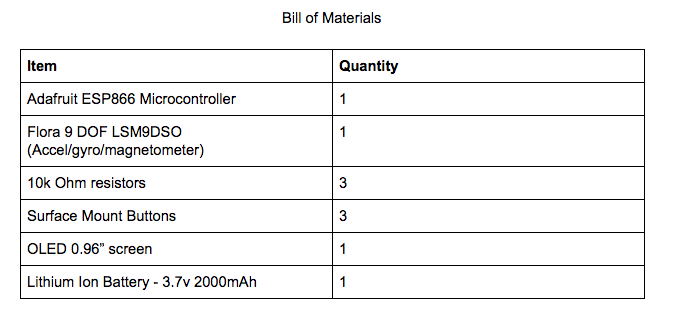 Bill of Materials
Item Quantity
Adafruit ESP866 Microcontroller 1
Flora 9 DOF LSM9DSO 1
(Accel/gyro/magnetometer)
10k Ohm resistors 3
Surface Mount Buttons 3
OLED 0.96” screen 1
Lithium Ion Battery - 3.7v 2000mAh 1